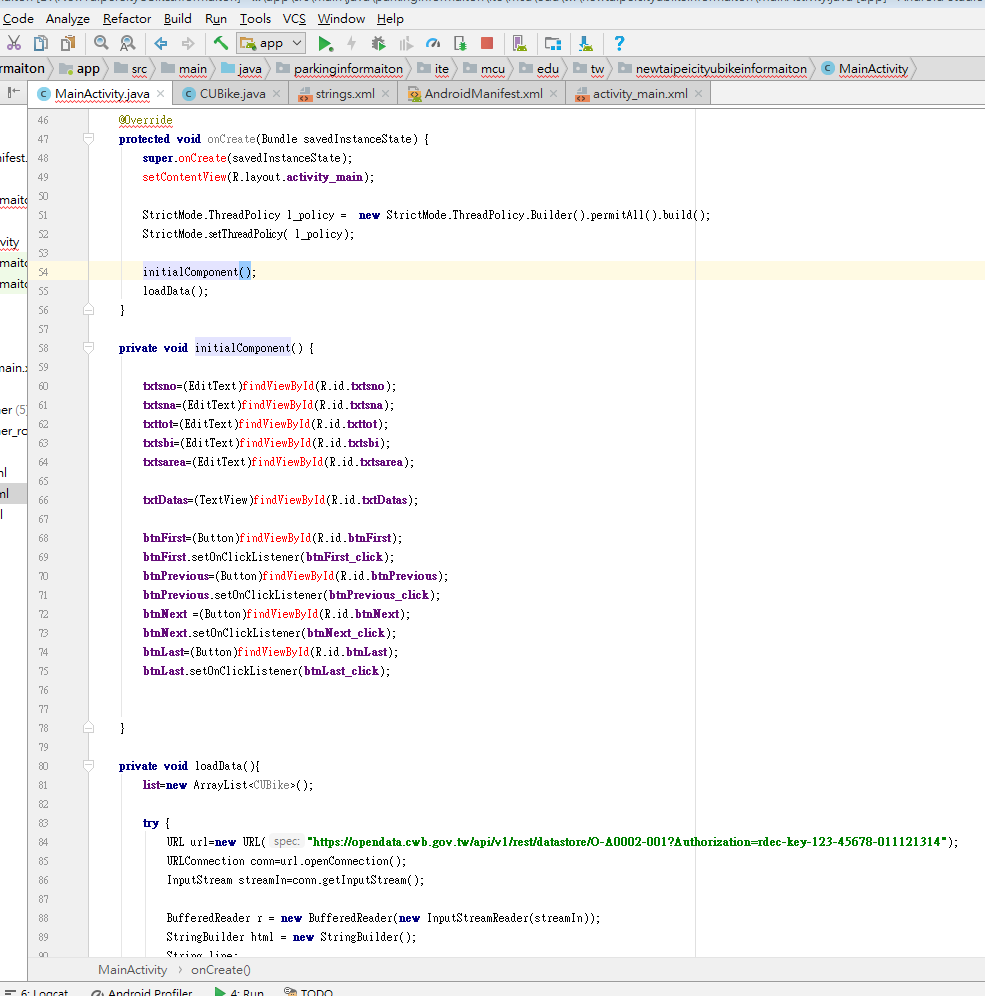 Code Analyze Refactor Build Run Tools VCS Window Help
app
rmaiton app src main java parkinginformaiton ite mcu edu tw newtaipeicityubikeinformaiton MainActivity
MainActivity.java CUBike.java strings.xml AndroidManifest.xml activity_main.xml
46 @Override
47 protected void onCreate(Bundle savedInstanceState) {
48 super.onCreate(savedInstanceState);
49 setContentView(R.layout.activity_main);
50
51 StrictMode.ThreadPolicy l_policy = new StrictMode.ThreadPolicy.Builder().permitAll().build();
52 StrictMode.setThreadPolicy( l_policy);
53
54 initialComponent();
55 loadData();
56 }
57
58 private void initialComponent() {
59
60 txtsno=(EditText)findViewById(R.id.txtsno);
61 txtsna=(EditText)findViewById(R.id.txtsna);
62 txttot=(EditText)findViewById(R.id.txttot);
63 txtsbi=(EditText)findViewById(R.id.txtsbi);
64 txtsarea=(EditText)findViewById(R.id.txtsarea);
65
66 txtDatas=(TextView)findViewById(R.id.txtDatas);
67
68 btnFirst=(Button)findViewById(R.id.btnFirst);
69 btnFirst.setOnClickListener(btnFirst_click);
70 btnPrevious=(Button)findViewById(R.id.btnPrevious);
71 btnPrevious.setOnClickListener(btnPrevious_click);
72 btnNext =(Button)findViewById(R.id.btnNext);
73 btnNext.setOnClickListener(btnNext_click);
74 btnLast=(Button)findViewById(R.id.btnLast);
75 btnLast.setOnClickListener(btnLast_click);
76
77
78 }
79
80 private void loadData(){
81 list=new ArrayList<CUBike>();
82
83 try {
84 URL url=new URL( spec: "https://opendata.cwb.gov.tw/api/v1/rest/datastore/O-A0002-001?Authorization=rdec-key-123-45678-011121314");
85 URLConnection conn=url.openConnection();
86 InputStream streamIn=conn.getInputStream();
87
88 BufferedReader r = new BufferedReader(new InputStreamReader(streamIn));
89 StringBuilder html = new StringBuilder();
90 String line;
MainActivity › onCreate()
6: Logcat Android Profiler 4: Run TODO